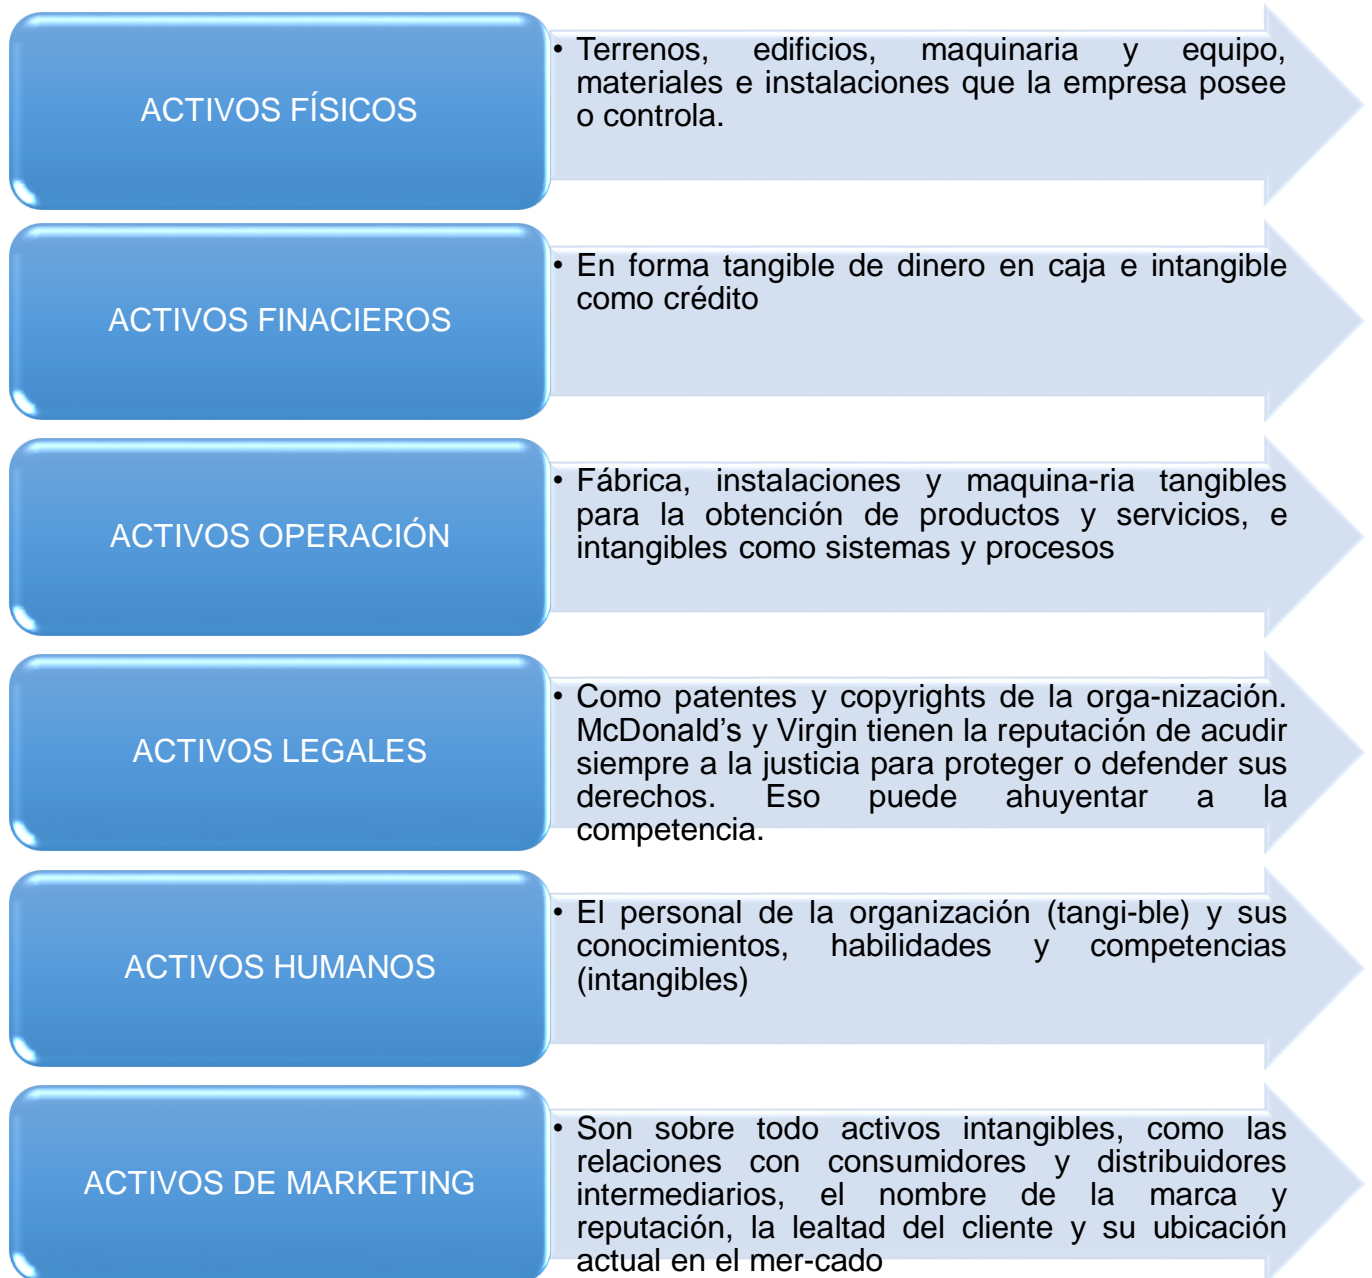 ACTIVOS FÍSICOS
• Terrenos, edificios, maquinaria y equipo,
materiales e instalaciones que la empresa posee
o controla.
ACTIVOS FINACIEROS
• En forma tangible de dinero en caja e intangible
como crédito
ACTIVOS OPERACIÓN
• Fábrica, instalaciones y maquina-ria tangibles
para la obtención de productos y servicios, e
intangibles como sistemas y procesos
ACTIVOS LEGALES
• Como patentes y copyrights de la orga-nización.
McDonald’s y Virgin tienen la reputación de acudir
siempre a la justicia para proteger o defender sus
derechos. Eso puede ahuyentar a la
competencia.
ACTIVOS HUMANOS
• El personal de la organización (tangi-ble) y sus
conocimientos, habilidades y competencias
(intangibles)
ACTIVOS DE MARKETING
• Son sobre todo activos intangibles, como las
relaciones con consumidores y distribuidores
intermediarios, el nombre de la marca y
reputación, la lealtad del cliente y su ubicación
actual en el mer-cado